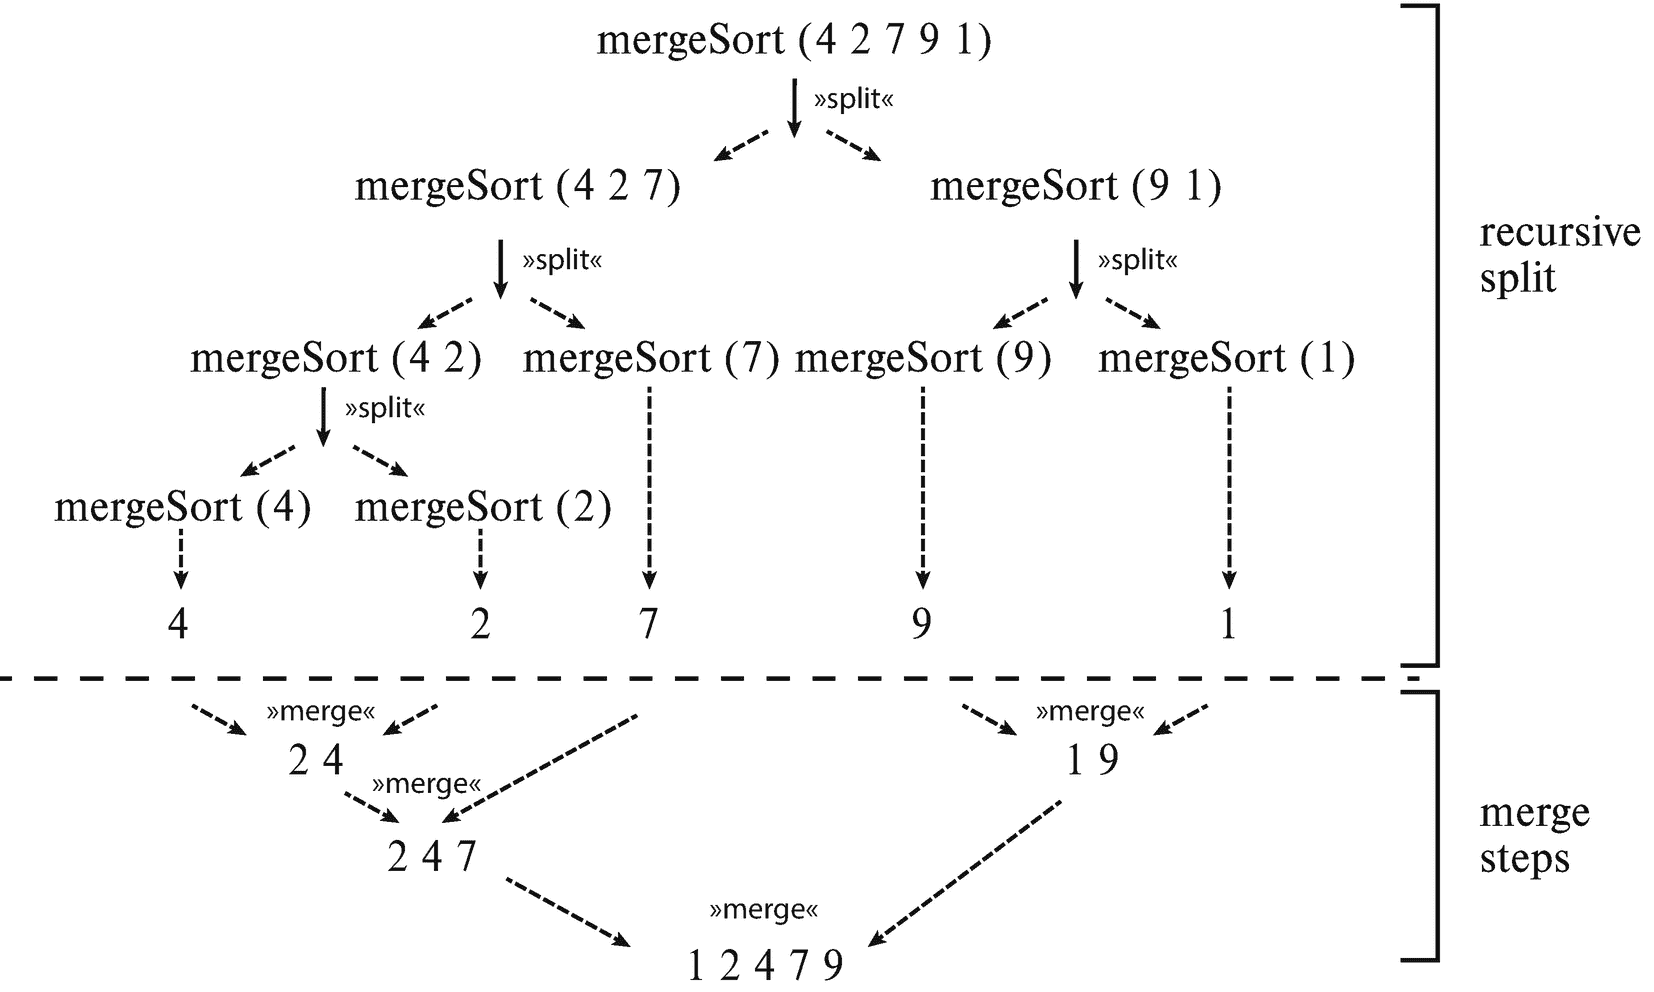 mergeSort (4 2 7 9 1)
»split«
mergeSort (4 2 7)
mergeSort (9 1)
»split«
»split«
mergeSort (4 2)
mergeSort (7)
mergeSort (9)
mergeSort (1)
»split«
mergeSort (4)
mergeSort (2)
4
2
7
9
1
recursive
split
»merge«
»merge«
2 4
1 9
»merge«
2 4 7
»merge«
1 2 4 7 9
merge
steps